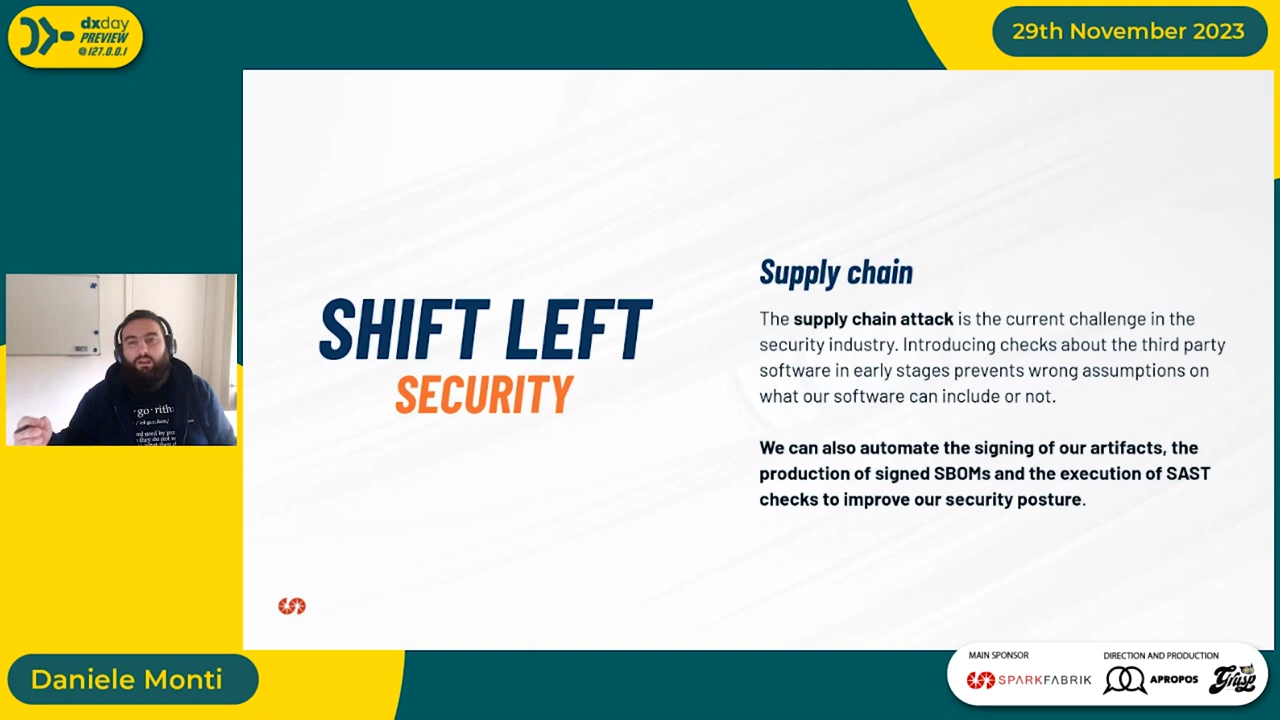 dxday
PREVIEW
@127.0.0.1
29th November 2023
SHIFT LEFT
SECURITY
Supply chain
The supply chain attack is the current challenge in the
security industry. Introducing checks about the third party
software in early stages prevents wrong assumptions on
what our software can include or not.
We can also automate the signing of our artifacts, the
production of signed SBOMs and the execution of SAST
checks to improve our security posture.
Daniele Monti
MAIN SPONSOR
SPARKFABRIK
DIRECTION AND PRODUCTION
APROPOS
Grusp